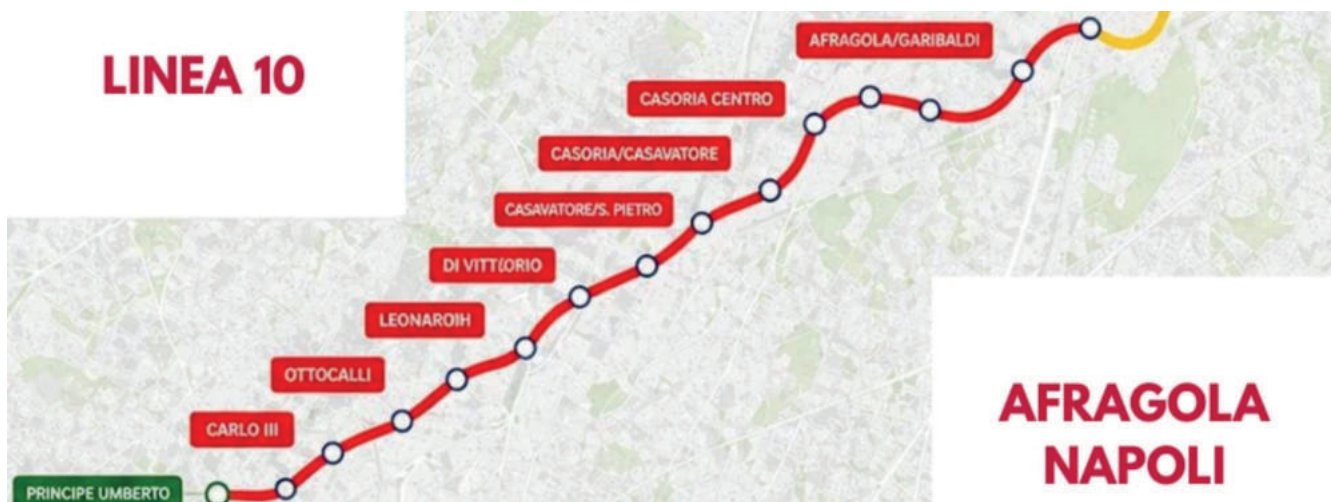 LINEA 10
AFRAGOLA/GARIBALDI
CASORIA CENTRO
CASORIA/CASAVATORE
CASAVATORE/S. PIETRO
DI VITT(ORIO
LEONAROIH
OTTOCALLI
CARLO III
PRINCIPE UMBERTO
AFRAGOLA
NAPOLI